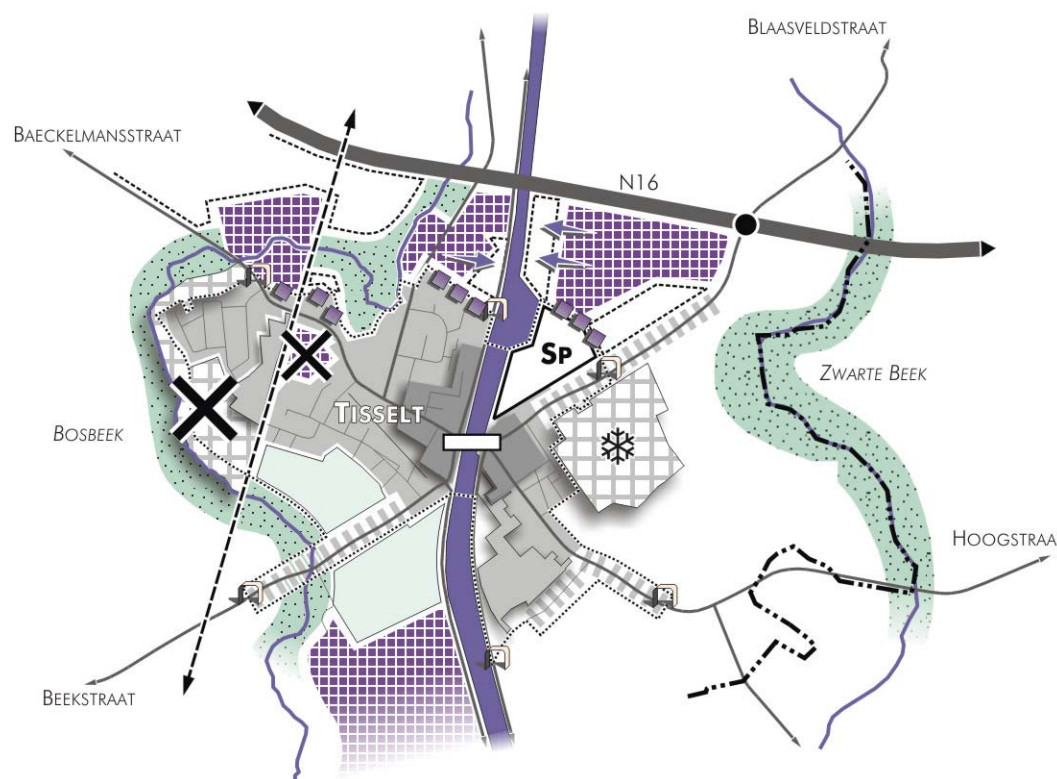 BLAASVELDSTRAAT
BAECKELMANSSTRAAT
N16
SP
TISSELT
ZWARTE BEEK
BOSBEEK
HOOGSTRAA
BEEKSTRAAT